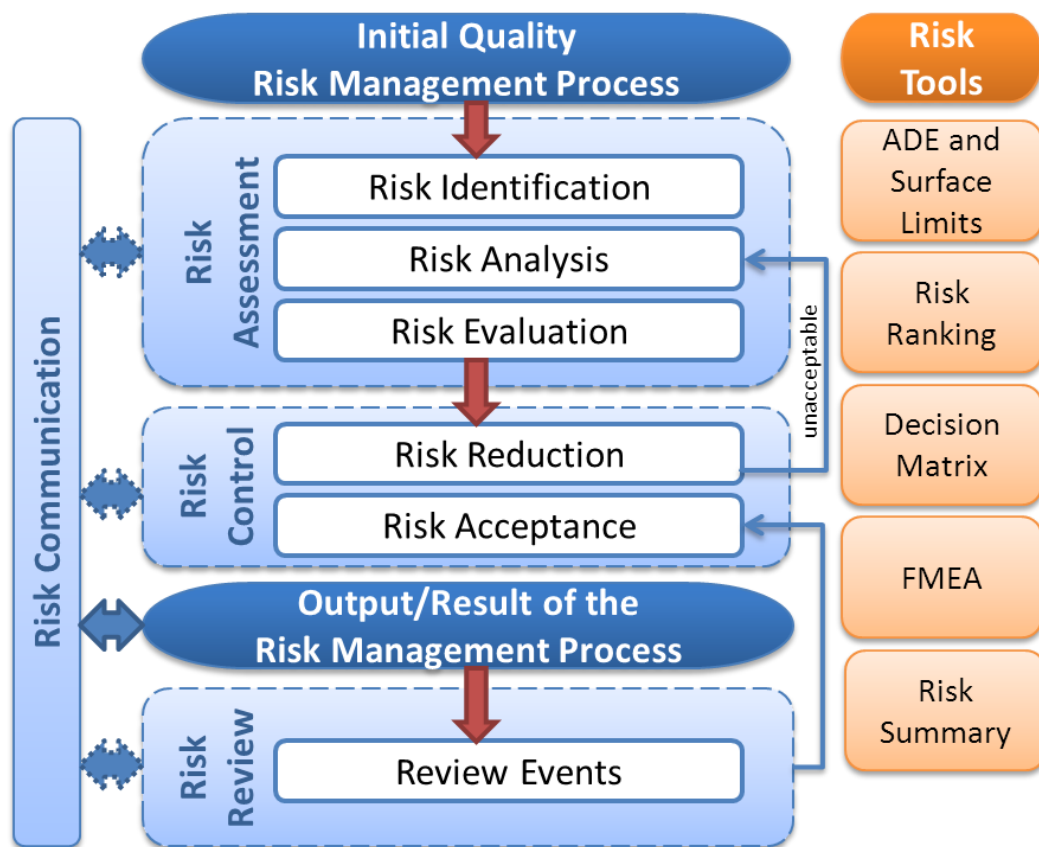 Initial Quality
Risk Management Process
Risk
Tools
Risk Communication
Risk
Assessment
Risk Identification
Risk Analysis
Risk Evaluation
unacceptable
Risk
Control
Risk Reduction
Risk Acceptance
Output/Result of the
Risk Management Process
Risk
Review
Review Events
ADE and
Surface
Limits
Risk
Ranking
Decision
Matrix
FMEA
Risk
Summary